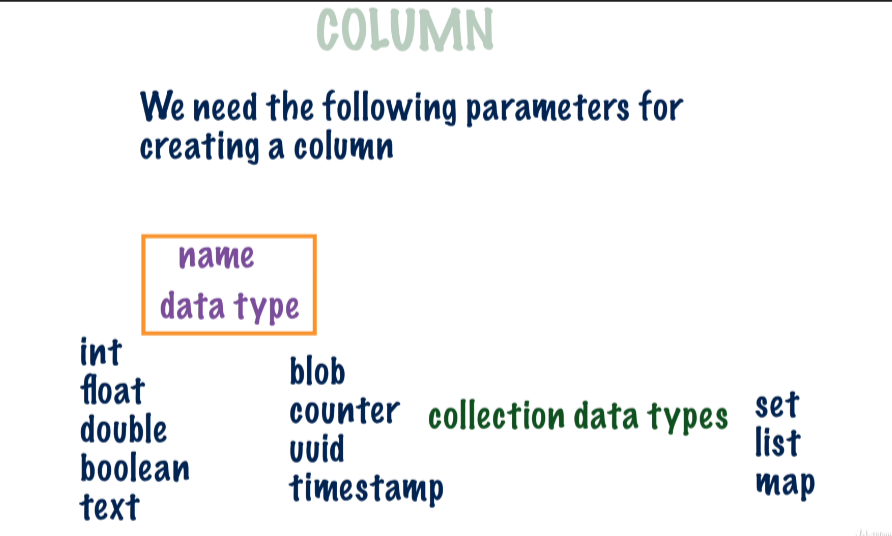 COLUMN
We need the following parameters for
creating a column
name
data type
int
float
double
boolean
text
blob
counter
uuid
timestamp
collection data types
set
list
map